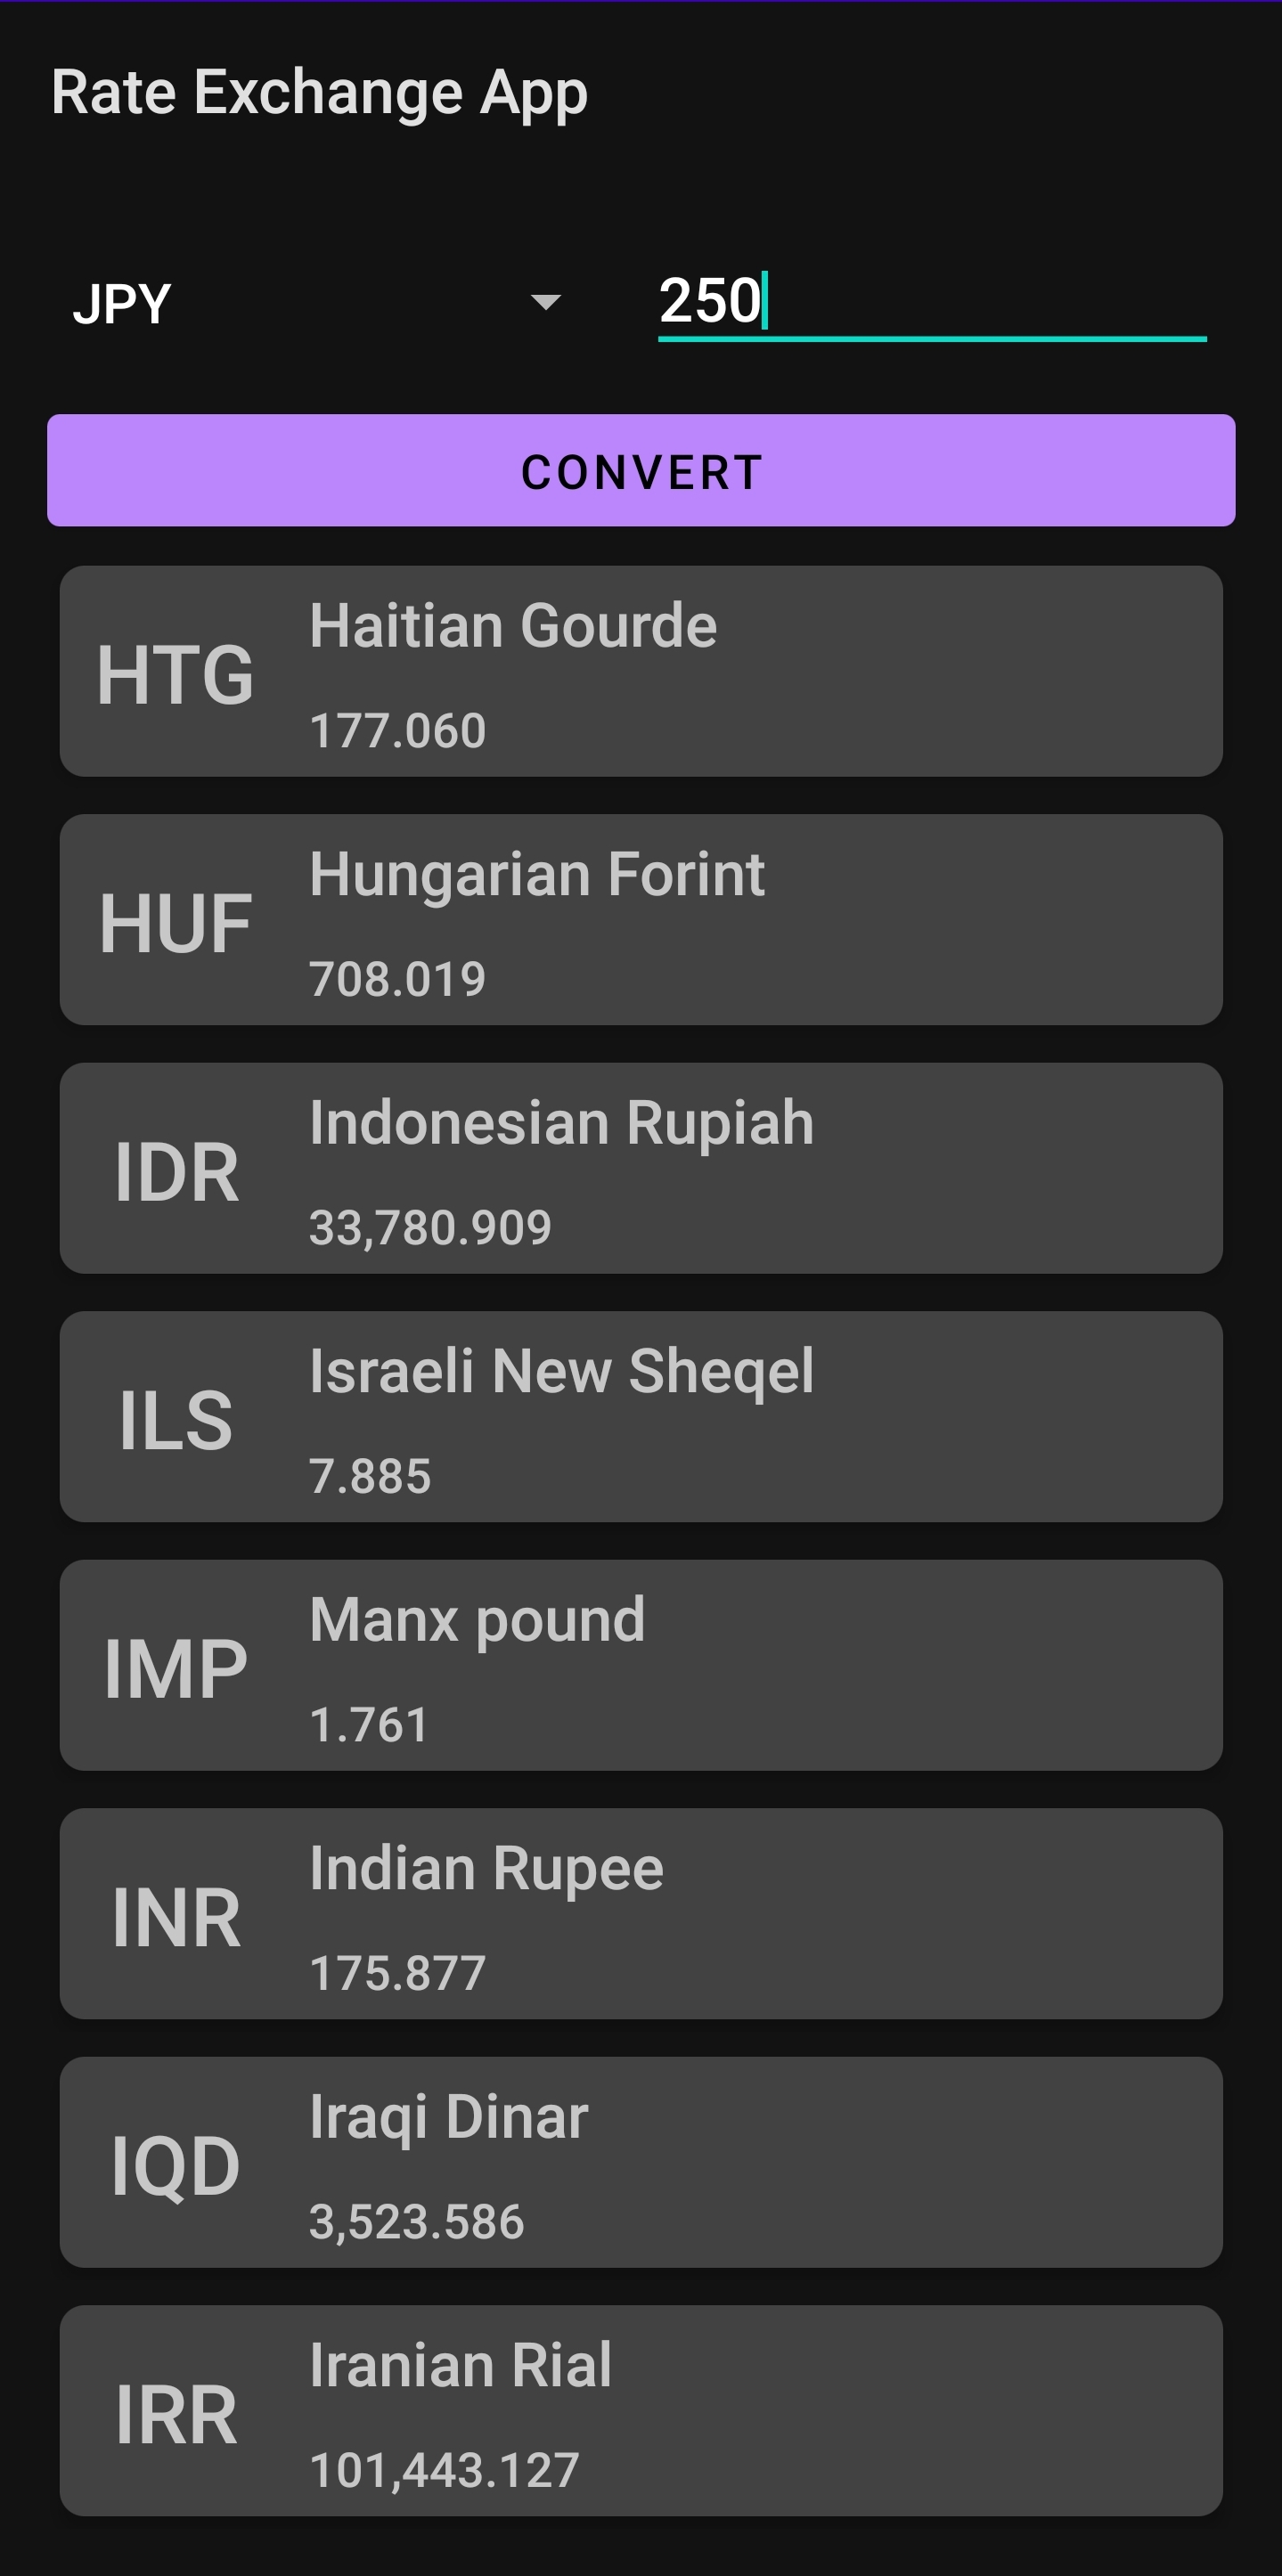 Rate Exchange App
JPY 250
CONVERT
HTG
Haitian Gourde
177.060
HUF
Hungarian Forint
708.019
IDR
Indonesian Rupiah
33,780.909
ILS
Israeli New Sheqel
7.885
IMP
Manx pound
1.761
INR
Indian Rupee
175.877
IQD
Iraqi Dinar
3,523.586
IRR
Iranian Rial
101,443.127